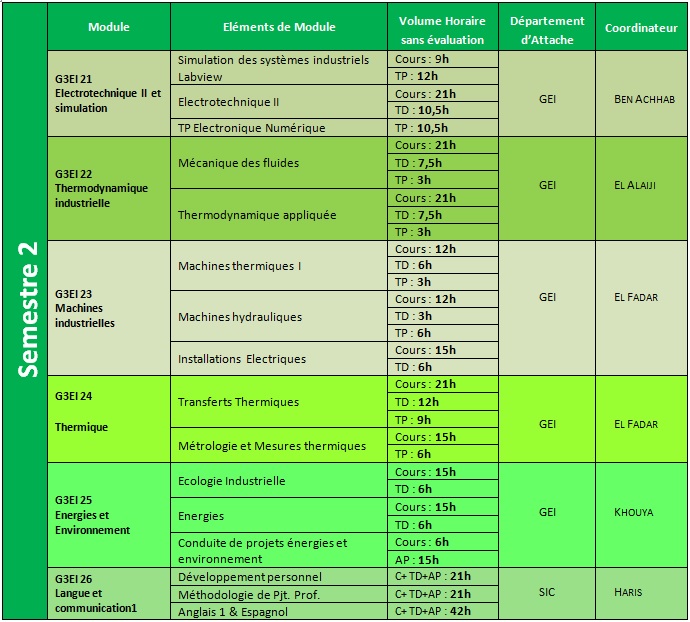 Semestre 2
Module
Eléments de Module
Volume Horaire
sans évaluation
Département
d'Attache
Coordinateur
G3EI 21
Electrotechnique II et
simulation
Simulation des systèmes industriels
Labview
Cours : 9h
TP : 12h
Electrotechnique II
Cours : 21h
TD : 10,5h
TP Electronique Numérique
TP : 10,5h
GEI
BEN ACHHAB
G3EI 22
Thermodynamique
industrielle
Mécanique des fluides
Cours : 21h
TD : 7,5h
TP : 3h
Thermodynamique appliquée
Cours : 21h
TD : 7,5h
TP : 3h
GEI
EL ALAIJI
G3EI 23
Machines
industrielles
Machines thermiques I
Cours : 12h
TD : 6h
TP : 3h
Machines hydrauliques
Cours : 12h
TD : 3h
TP : 6h
Installations Electriques
Cours : 15h
TD : 6h
GEI
EL FADAR
G3EI 24
Thermique
Transferts Thermiques
Cours : 21h
TD : 12h
TP : 9h
Métrologie et Mesures thermiques
Cours : 15h
TP : 6h
GEI
EL FADAR
G3EI 25
Energies et
Environnement
Ecologie Industrielle
Cours : 15h
TD : 6h
Energies
Cours : 15h
TD : 6h
Conduite de projets énergies et
environnement
Cours : 6h
AP : 15h
GEI
KHOUYA
G3EI 26
Langue et
communication1
Développement personnel
C+ TD+AP : 21h
Méthodologie de Pjt. Prof.
C+ TD+AP : 21h
Anglais 1 & Espagnol
C+ TD+AP : 42h
SIC
HARIS